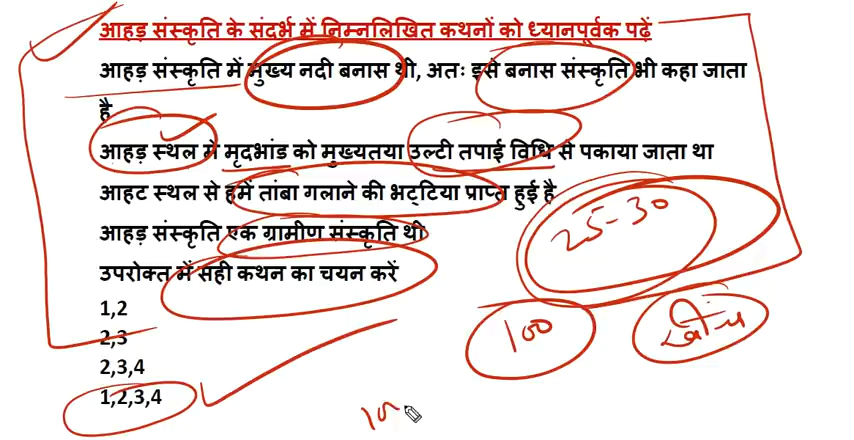 आहड़ संस्कृति के संदर्भ में निम्नलिखित कथनों को ध्यानपूर्वक पढ़ें
आहड़ संस्कृति में मुख्य नदी बनास थी, अतः इसे बनास संस्कृति भी कहा जाता
है
आहड़ स्थल में मृदभांड को मुख्यतया उल्टी तपाई विधि से पकाया जाता था
आहट स्थल से हमें तांबा गलाने की भट्टिया प्राप्त हुई है
आहड़ संस्कृति एक ग्रामीण संस्कृति थी
उपरोक्त में सही कथन का चयन करें
25-30
1,2
100
2,3
2,3,4
1,2,3,4